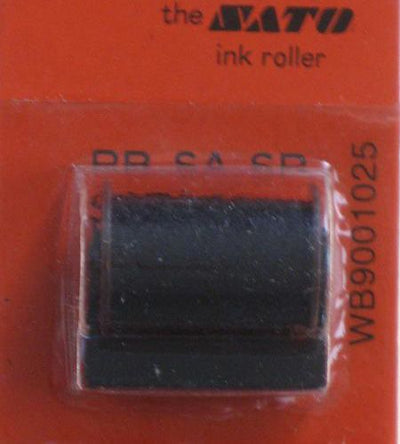 the SATO
ink roller
PB SA SP
WB9001025